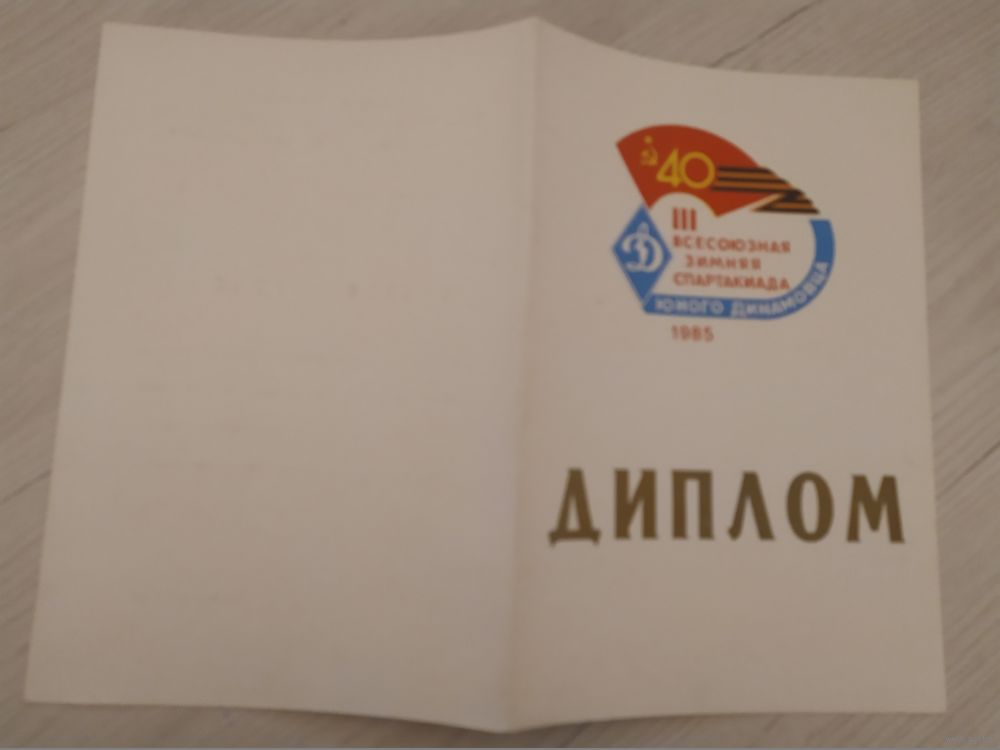 40
III
ВСЕСОЮЗНАЯ
ЗИМНЯЯ
СПАРТАКИАДА
ЮНОГО ДИНАМОВЦА
Д
1985
ДИПЛОМ